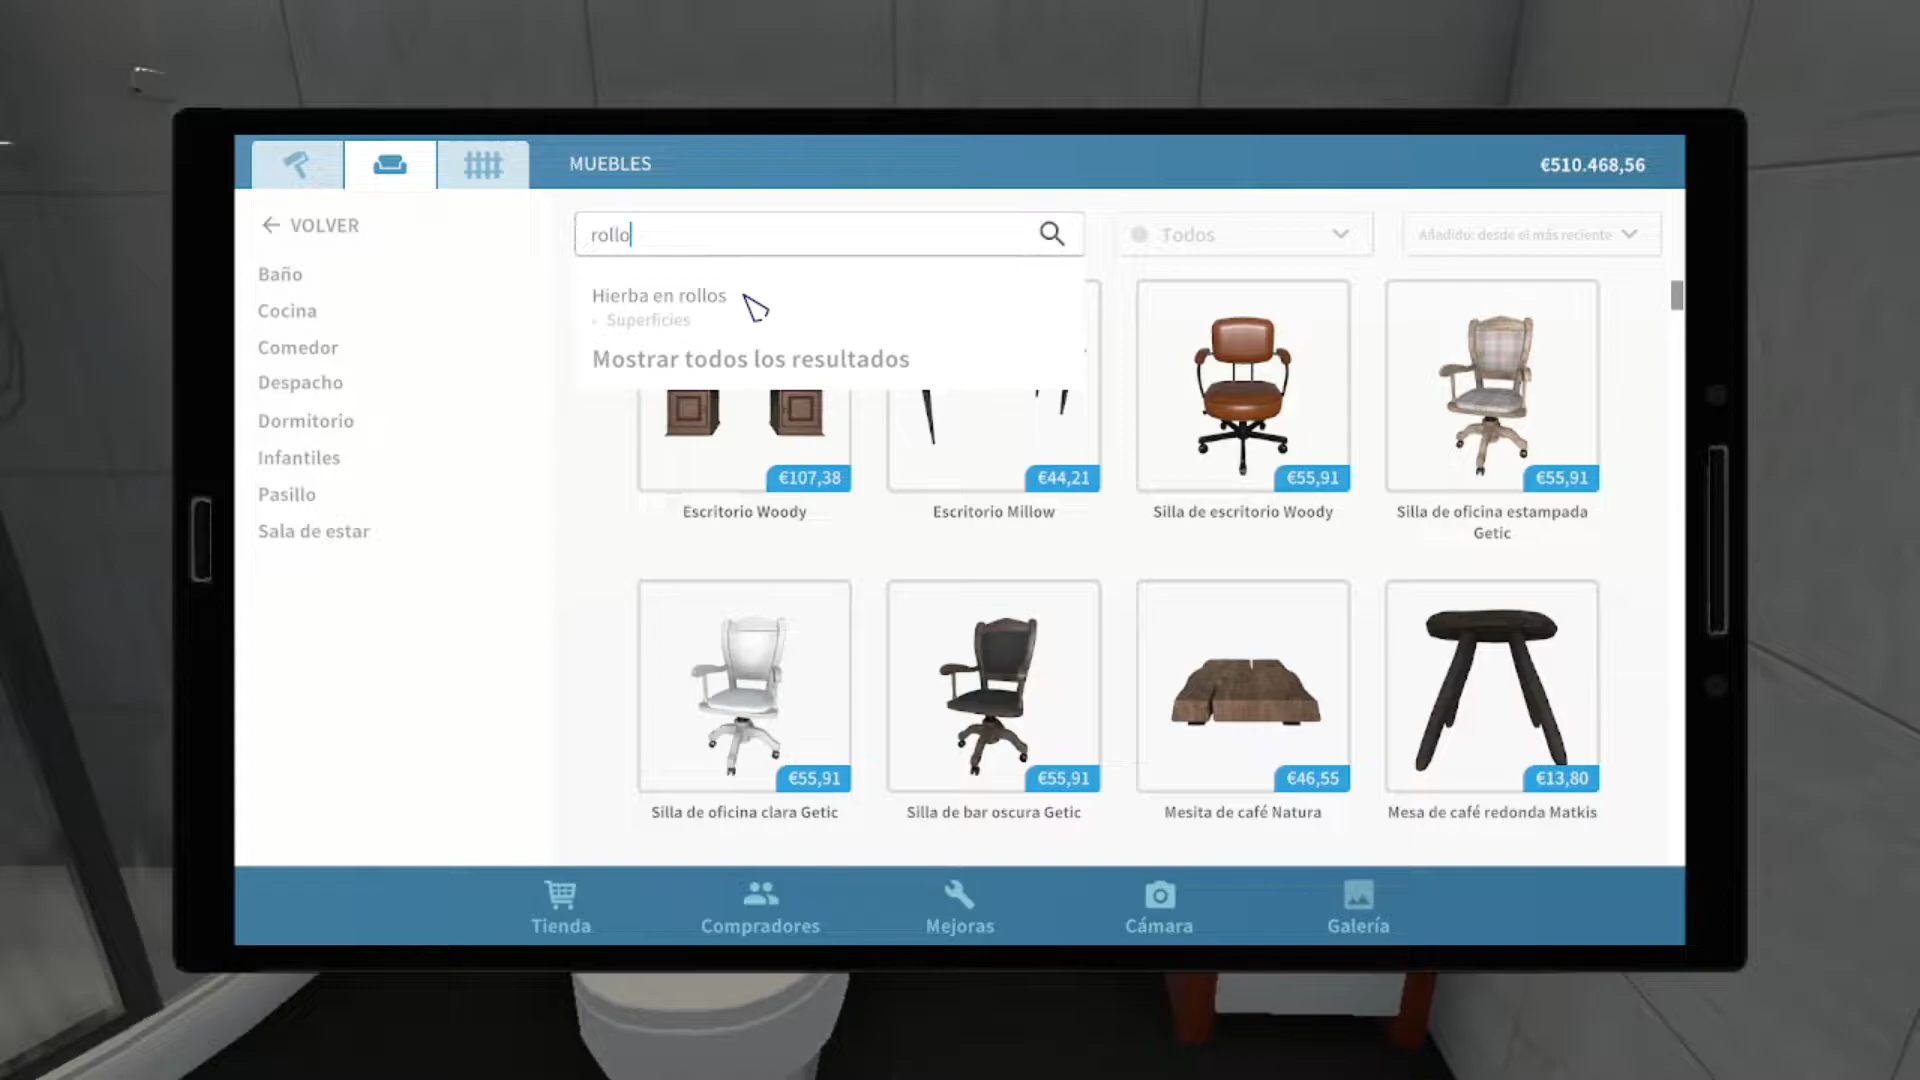 MUEBLES
€510.468,56
VOLVER
Baño
Cocina
Comedor
Despacho
Dormitorio
Infantiles
Pasillo
Sala de estar
rollo
Todos
Añadido: desde el más reciente
Hierba en rollos
Superficies
Mostrar todos los resultados
€107,38
€44,21
€55,91
€55,91
Escritorio Woody
Escritorio Millow
Silla de escritorio Woody
Silla de oficina estampada
Getic
€55,91
€55,91
€46,55
€13,80
Silla de oficina clara Getic
Silla de bar oscura Getic
Mesita de café Natura
Mesa de café redonda Matkis
Tienda
Compradores
Mejoras
Cámara
Galería